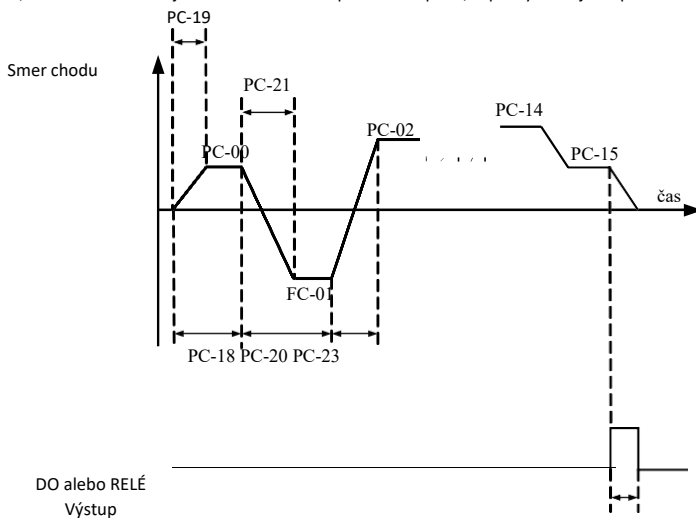 PC-19
Smer chodu
PC-21
PC-14
PC-02
PC-00
PC-15
čas
FC-01
PC-18 PC-20 PC-23
DO alebo RELÉ
Výstup